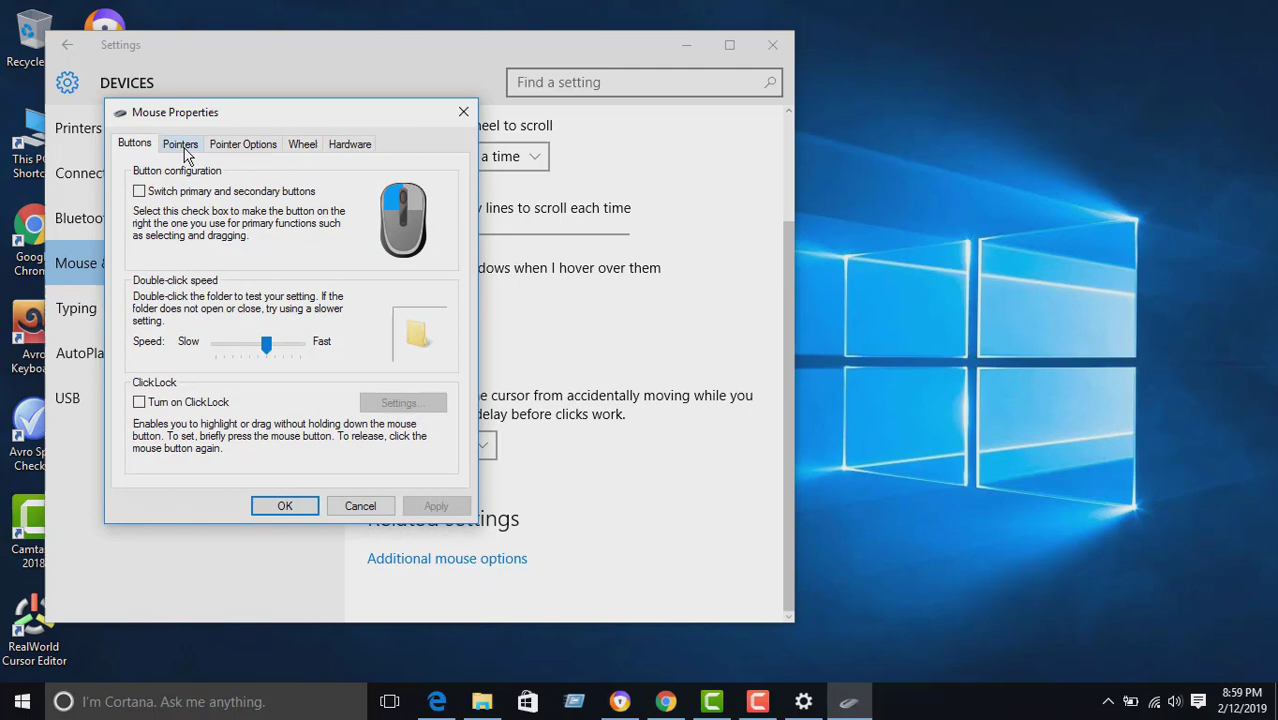 Recycle
This PC
Shortc
Google
Chrom
Avro
Keyboar
Avro Sp
Check
Camtas
2018
RealWorld
Cursor Editor
Settings
DEVICES
Find a setting
Printers
Connec
Bluetoo
Mouse &
Typing
AutoPla
USB
heel to scroll
a time
y lines to scroll each time
dows when I hover over them
he cursor from accidentally moving while you
delay before clicks work.
Related settings
Additional mouse options
Mouse Properties
Buttons Pointers Pointer Options Wheel Hardware
Button configuration
Switch primary and secondary buttons
Select this check box to make the button on the
right the one you use for primary functions such
as selecting and dragging.
Double-click speed
Double-click the folder to test your setting. If the
folder does not open or close, try using a slower
setting.
Speed: Slow Fast
ClickLock
Turn on ClickLock Settings...
Enables you to highlight or drag without holding down the mouse
button. To set, briefly press the mouse button. To release, click the
mouse button again.
OK Cancel Apply
I'm Cortana. Ask me anything.
8:59 PM
2/12/2019